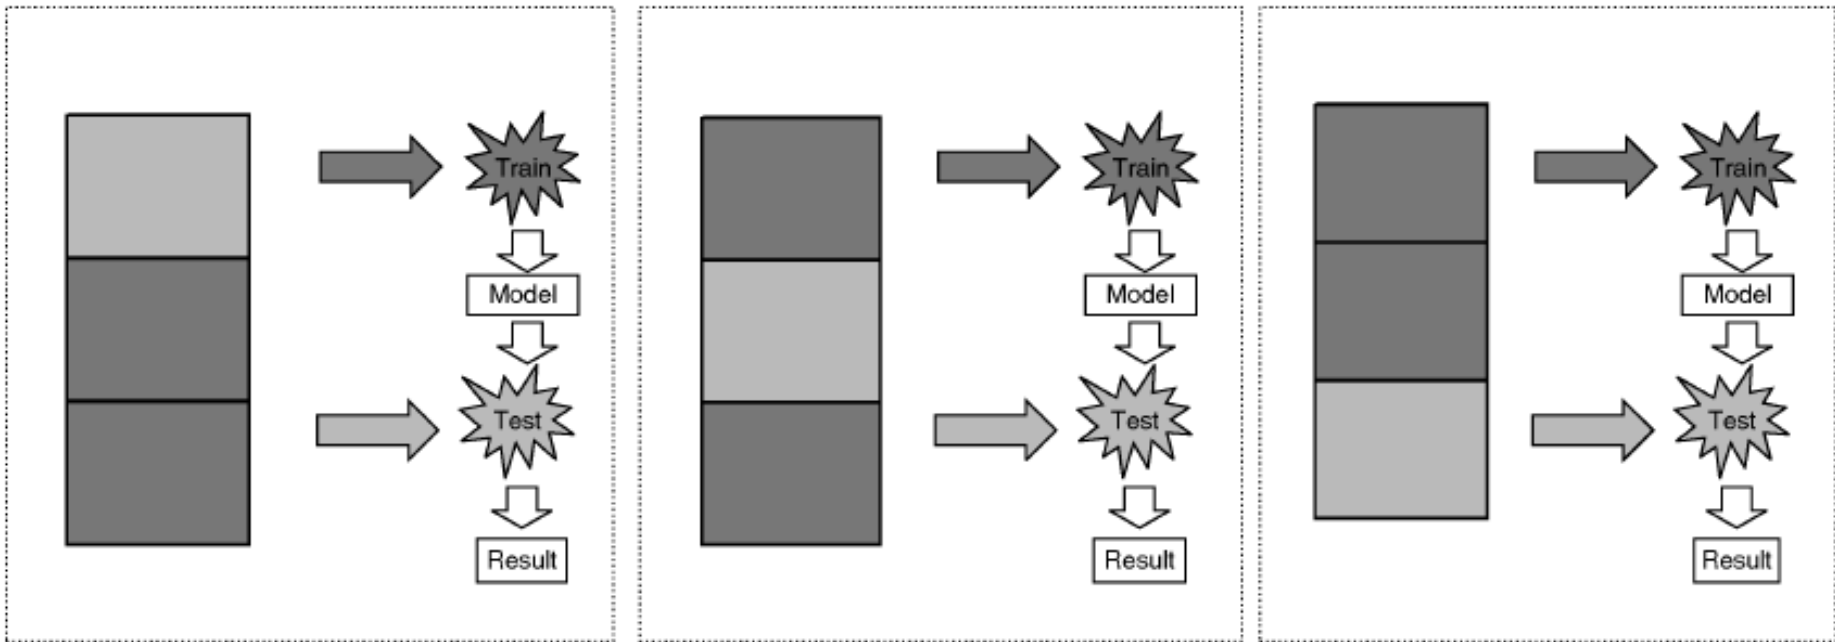 Train
Model
Test
Result
Train
Model
Test
Result
Train
Model
Test
Result